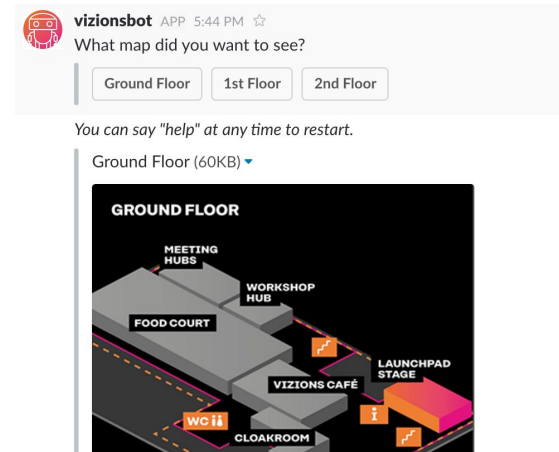 vizionsbot APP 5:44 PM
What map did you want to see?
Ground Floor 1st Floor 2nd Floor
You can say "help" at any time to restart.
Ground Floor (60KB)
GROUND FLOOR
MEETING
HUBS
WORKSHOP
HUB
FOOD COURT
LAUNCHPAD
STAGE
VIZIONS CAFÉ
i
WC
CLOAKROOM